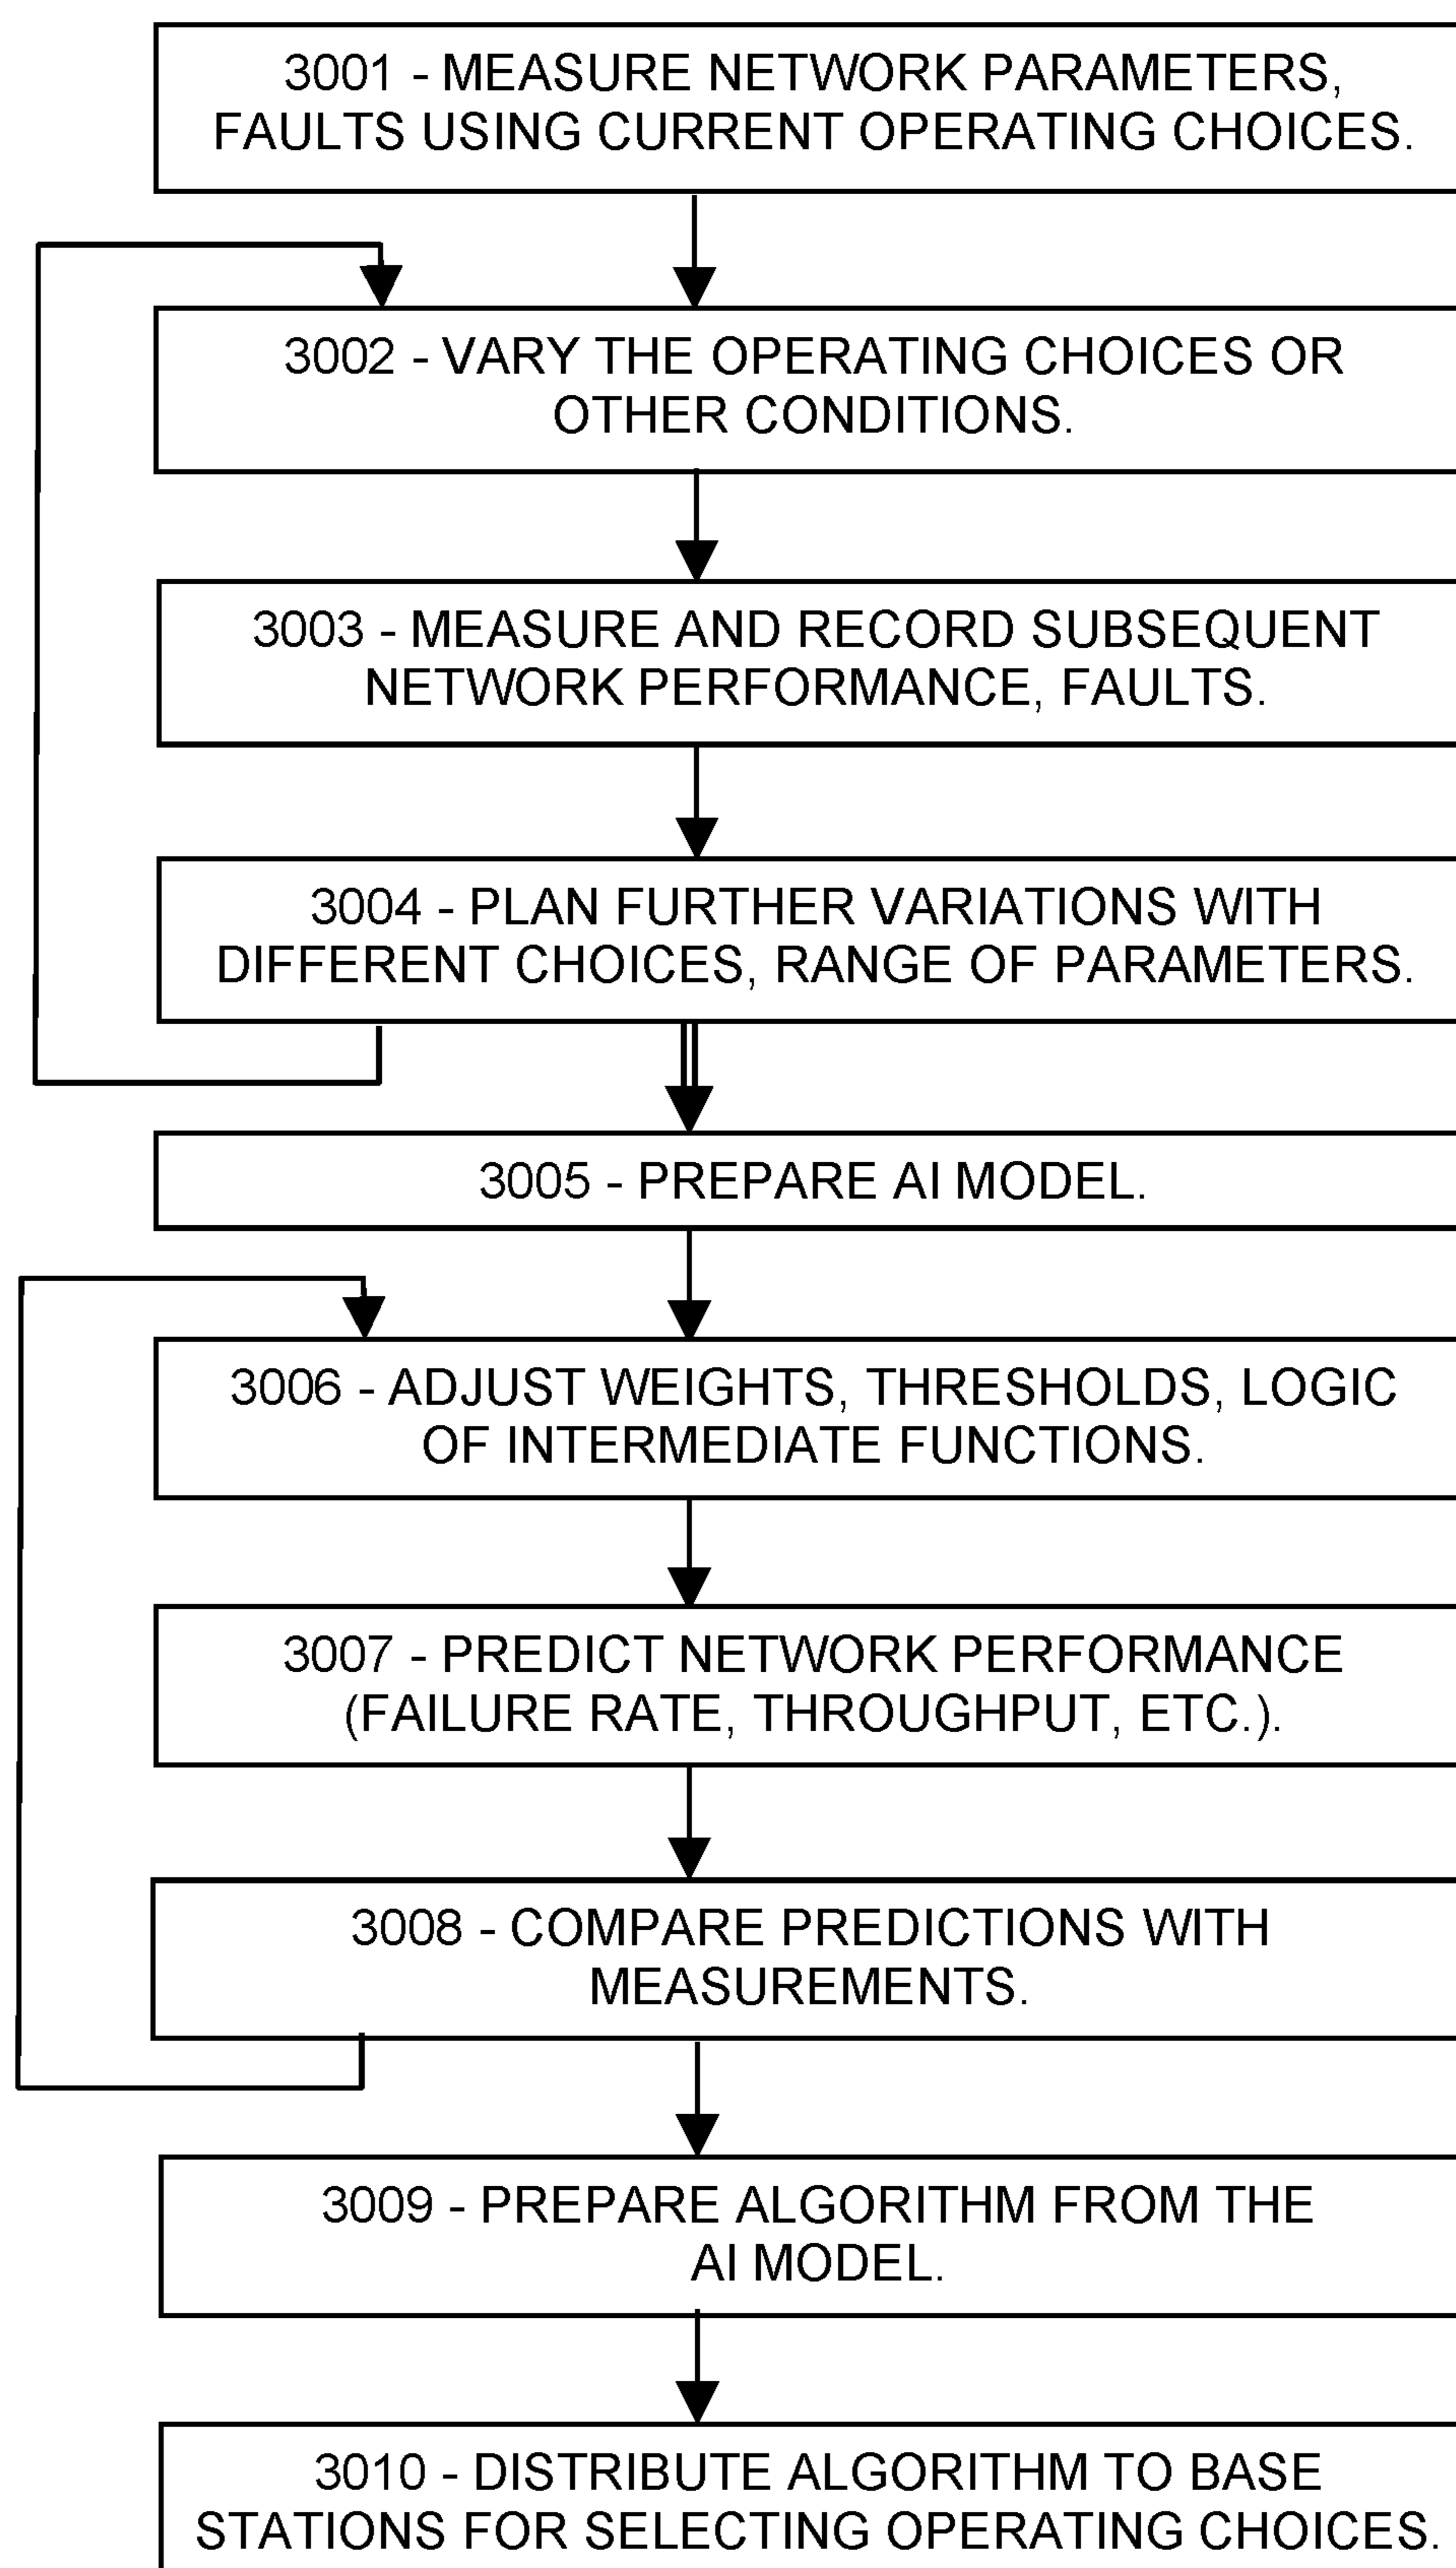 3001 - MEASURE NETWORK PARAMETERS,
FAULTS USING CURRENT OPERATING CHOICES.
3002 - VARY THE OPERATING CHOICES OR
OTHER CONDITIONS.
3003 - MEASURE AND RECORD SUBSEQUENT
NETWORK PERFORMANCE, FAULTS.
3004 - PLAN FURTHER VARIATIONS WITH
DIFFERENT CHOICES, RANGE OF PARAMETERS.
3005 - PREPARE AI MODEL.
3006 - ADJUST WEIGHTS, THRESHOLDS, LOGIC
OF INTERMEDIATE FUNCTIONS.
3007 - PREDICT NETWORK PERFORMANCE
(FAILURE RATE, THROUGHPUT, ETC.).
3008 - COMPARE PREDICTIONS WITH
MEASUREMENTS.
3009 - PREPARE ALGORITHM FROM THE
AI MODEL.
3010 - DISTRIBUTE ALGORITHM TO BASE
STATIONS FOR SELECTING OPERATING CHOICES.